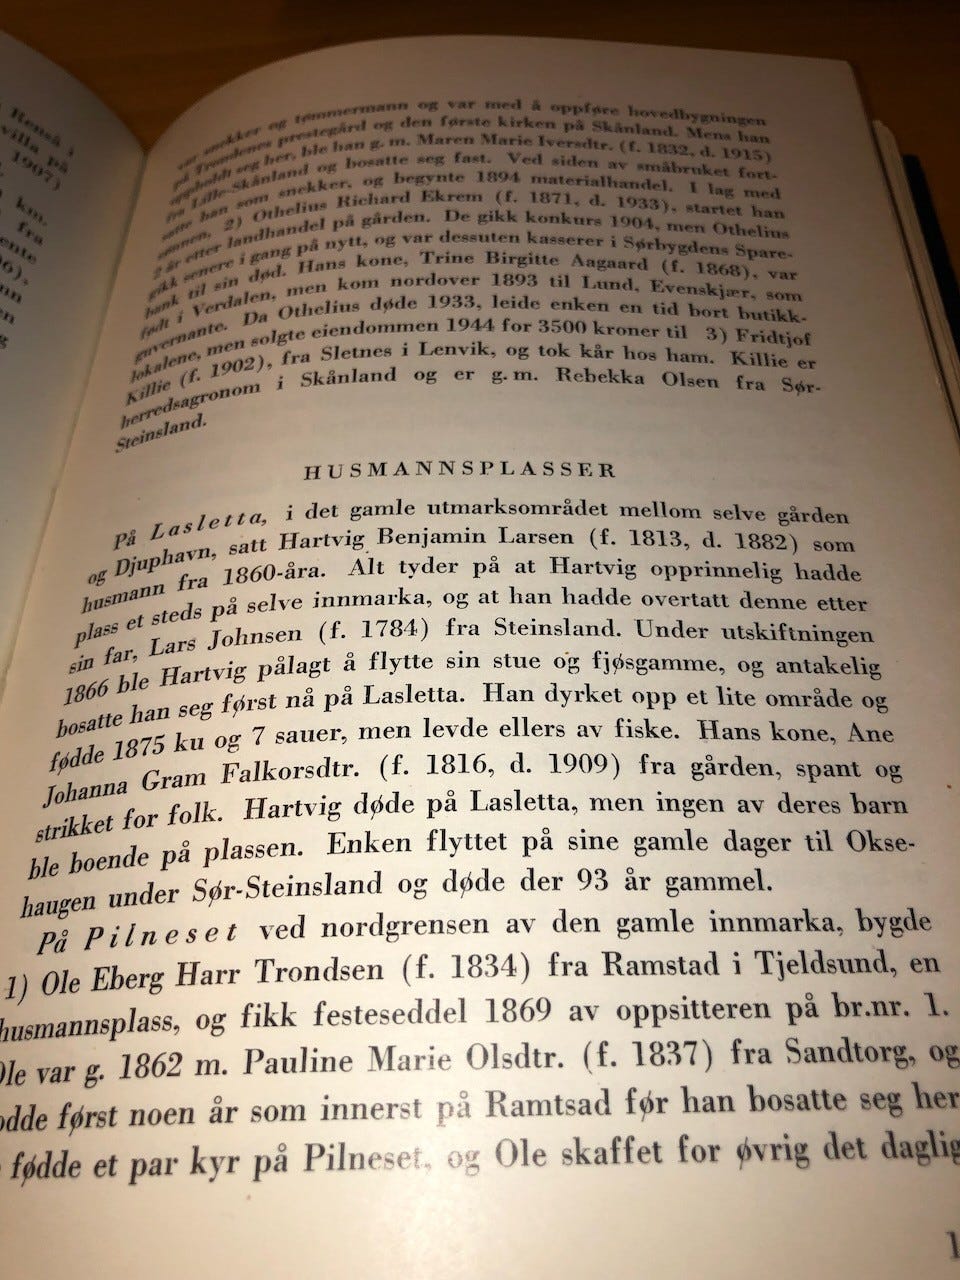 Renså i
villa på
1907)
km.
fra
ente
06),
nn
en
g
var snekker og tømmermann og var med å oppføre hovedbygningen
på Trondenes prestegård og den første kirken på Skånland. Mens han
oppholdt seg her, ble han g. m. Maren Marie Iversdtr. (f. 1832, d. 1915)
fra Lille-Skånland og bosatte seg fast. Ved siden av småbruket fort-
satte han som snekker, og begynte 1894 materialhandel. I lag med
sønnen, 2) Othelius Richard Ekrem (f. 1871, d. 1933), startet han
2 år etter landhandel på gården. De gikk konkurs 1904, men Othelius
gikk senere i gang på nytt, og var dessuten kasserer i Sørbygdens Spare-
bank til sin død. Hans kone, Trine Birgitte Aagaard (f. 1868), var
født i Verdalen, men kom nordover 1893 til Lund, Evenskjær, som
guvernante. Da Othelius døde 1933, leide enken en tid bort butikk-
lokalene, men solgte eiendommen 1944 for 3500 kroner til 3) Fridtjof
Killie (f. 1902), fra Sletnes i Lenvik, og tok kår hos ham. Killie er
herredsagronom i Skånland og er g. m. Rebekka Olsen fra Sør-
Steinsland.
HUSMANNSPLASSER
På Lasletta, i det gamle utmarksområdet mellom selve gården
og Djuphavn, satt Hartvig Benjamin Larsen (f. 1813, d. 1882) som
husmann fra 1860-åra. Alt tyder på at Hartvig opprinnelig hadde
plass et steds på selve innmarka, og at han hadde overtatt denne etter
sin far, Lars Johnsen (f. 1784) fra Steinsland. Under utskiftningen
1866 ble Hartvig pålagt å flytte sin stue og fjøsgamme, og antakelig
bosatte han seg først nå på Lasletta. Han dyrket opp et lite område og
fødde 1875 ku og 7 sauer, men levde ellers av fiske. Hans kone, Ane
Johanna Gram Falkorsdtr. (f. 1816, d. 1909) fra gården, spant og
strikket for folk. Hartvig døde på Lasletta, men ingen av deres barn
ble boende på plassen. Enken flyttet på sine gamle dager til Okse-
haugen under Sør-Steinsland og døde der 93 år gammel.
På Pilneset ved nordgrensen av den gamle innmarka, bygde
1) Ole Eberg Harr Trondsen (f. 1834) fra Ramstad i Tjeldsund, en
husmannsplass, og fikk festeseddel 1869 av oppsitteren på br.nr. 1.
Ole var g. 1862 m. Pauline Marie Olsdtr. (f. 1837) fra Sandtorg, og
odde først noen år som innerst på Ramtsad før han bosatte seg her
fødde et par kyr på Pilneset, og Ole skaffet for øvrig det daglig
1